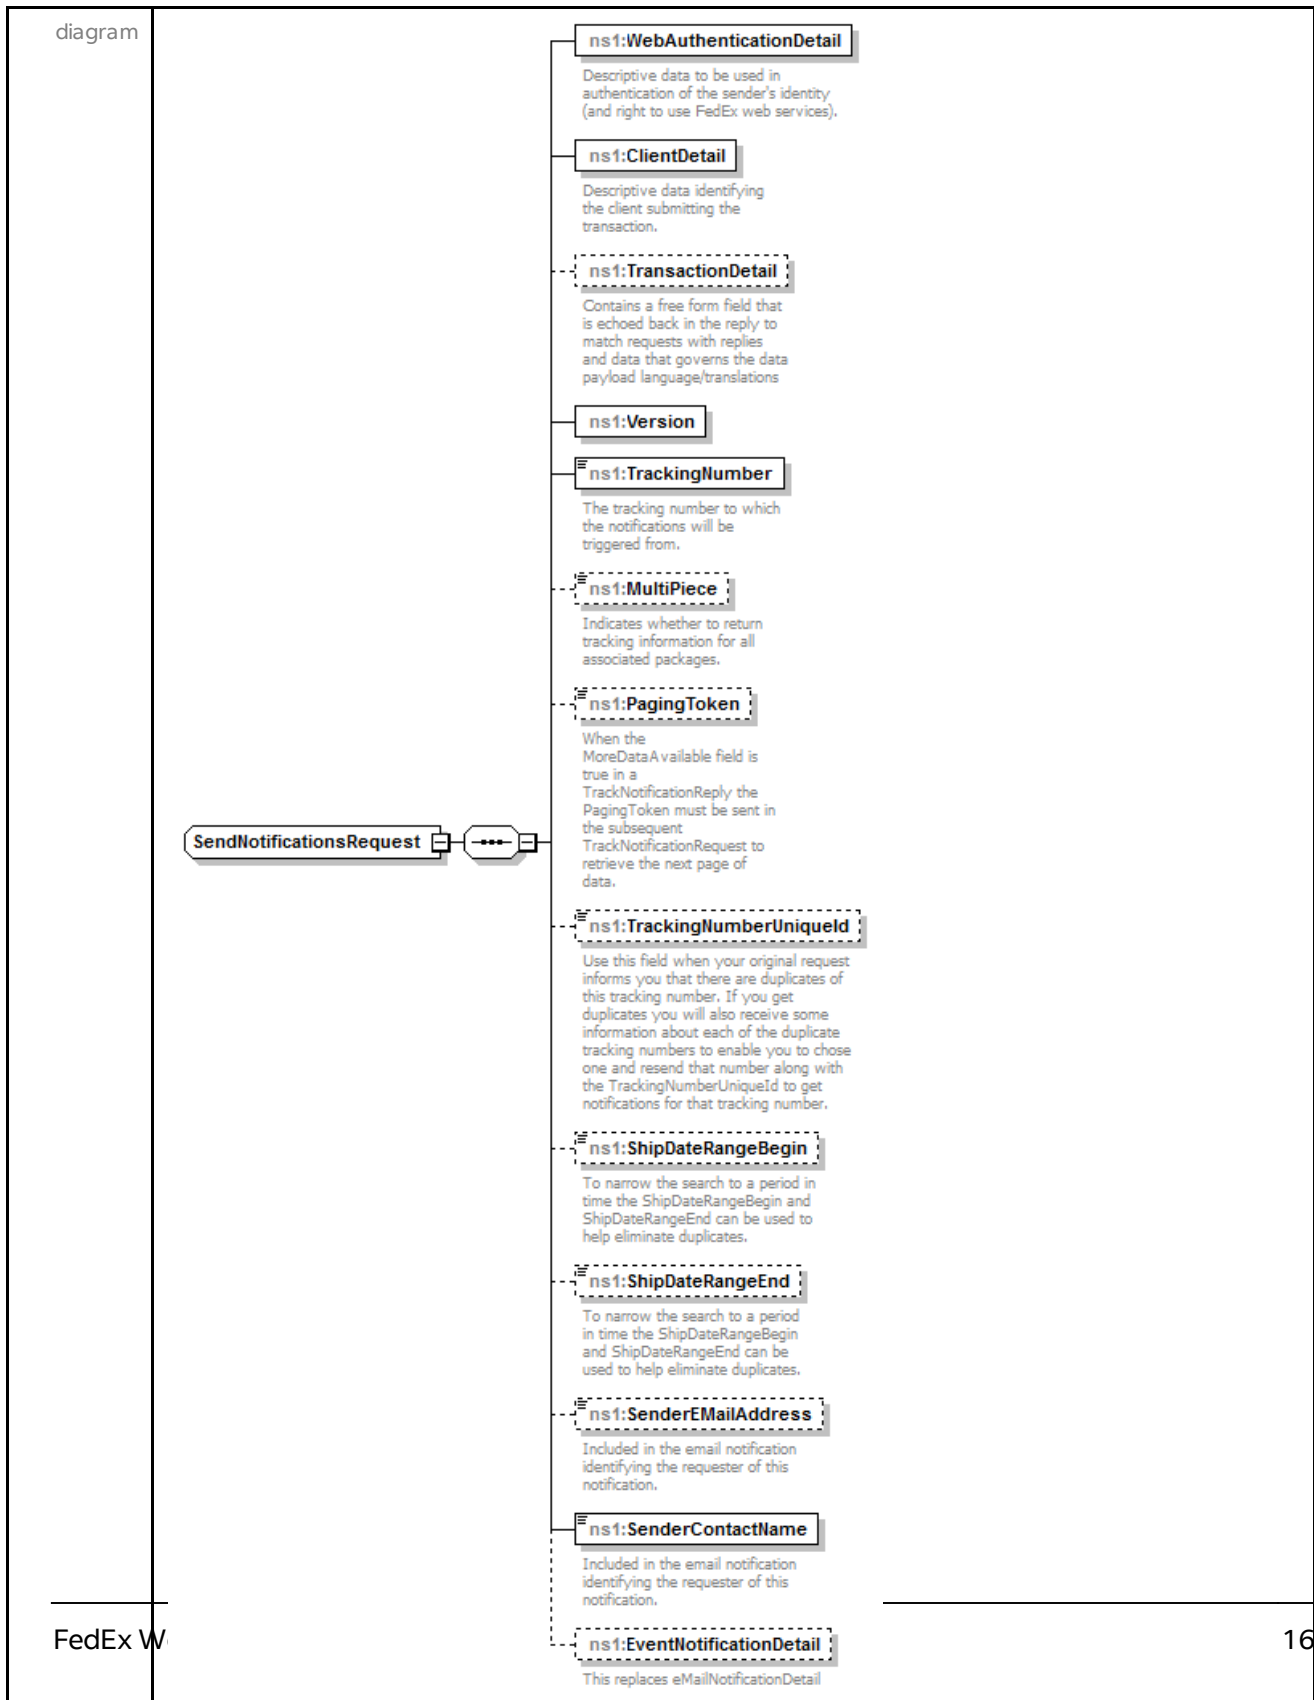 diagram
ns1:WebAuthenticationDetail
Descriptive data to be used in
authentication of the sender's identity
(and right to use FedEx web services).
ns1:ClientDetail
Descriptive data identifying
the client submitting the
transaction.
ns1:TransactionDetail
Contains a free form field that
is echoed back in the reply to
match requests with replies
and data that governs the data
payload language/translations
ns1:Version
ns1:TrackingNumber
The tracking number to which
the notifications will be
triggered from.
ns1:MultiPiece
Indicates whether to return
tracking information for all
associated packages.
ns1:PagingToken
When the
MoreDataAvailable field is
true in a
TrackNotificationReply the
PagingToken must be sent in
the subsequent
TrackNotificationRequest to
retrieve the next page of
data.
SendNotificationsRequest
ns1:TrackingNumberUniqueId
Use this field when your original request
informs you that there are duplicates of
this tracking number. If you get
duplicates you will also receive some
information about each of the duplicate
tracking numbers to enable you to chose
one and resend that number along with
the TrackingNumberUniqueId to get
notifications for that tracking number.
ns1:ShipDateRangeBegin
To narrow the search to a period in
time the ShipDateRangeBegin and
ShipDateRangeEnd can be used to
help eliminate duplicates.
ns1:ShipDateRangeEnd
To narrow the search to a period
in time the ShipDateRangeBegin
and ShipDateRangeEnd can be
used to help eliminate duplicates.
ns1:SenderEMailAddress
Included in the email notification
identifying the requester of this
notification.
ns1:SenderContactName
Included in the email notification
identifying the requester of this
notification.
FedEx 16
ns1:EventNotificationDetail
This replaces eMailNotificationDetail